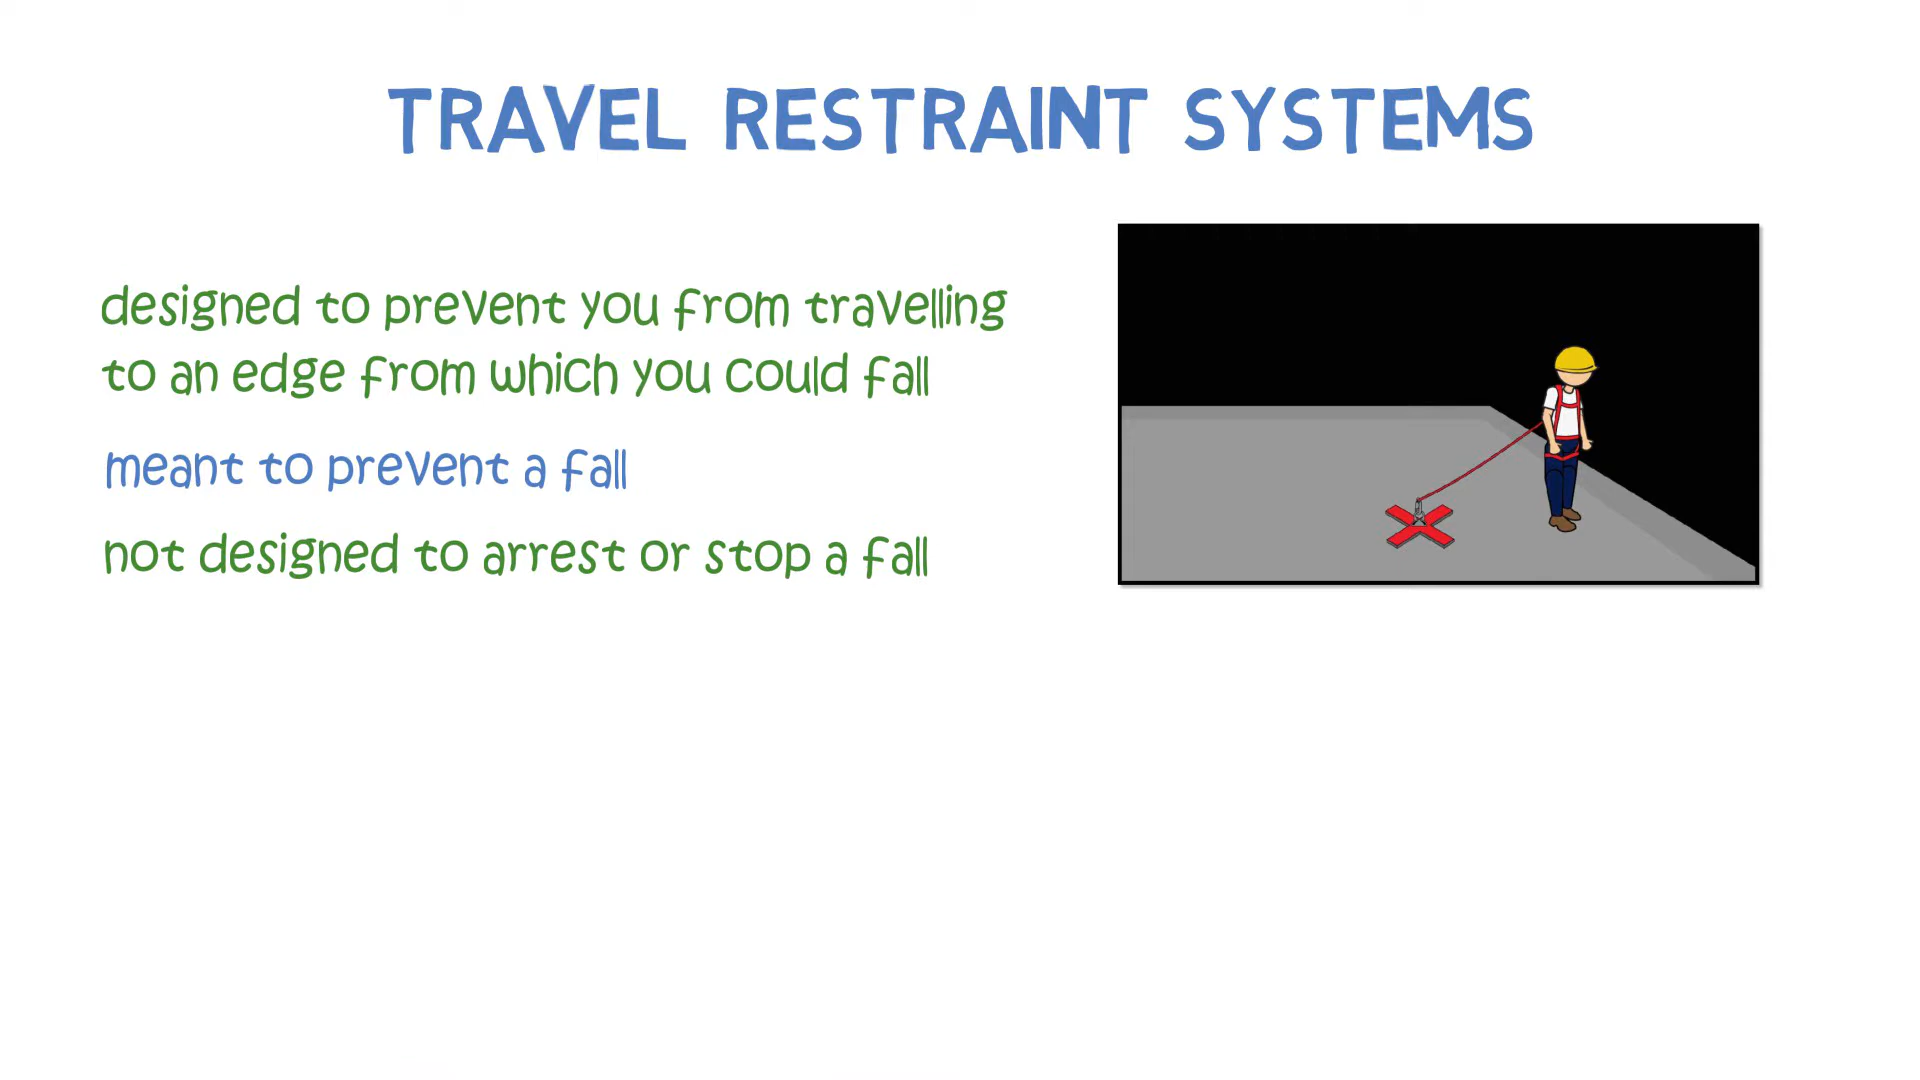 TRAVEL RESTRAINT SYSTEMS
designed to prevent you from travelling
to an edge from which you could fall
meant to prevent a fall
not designed to arrest or stop a fall